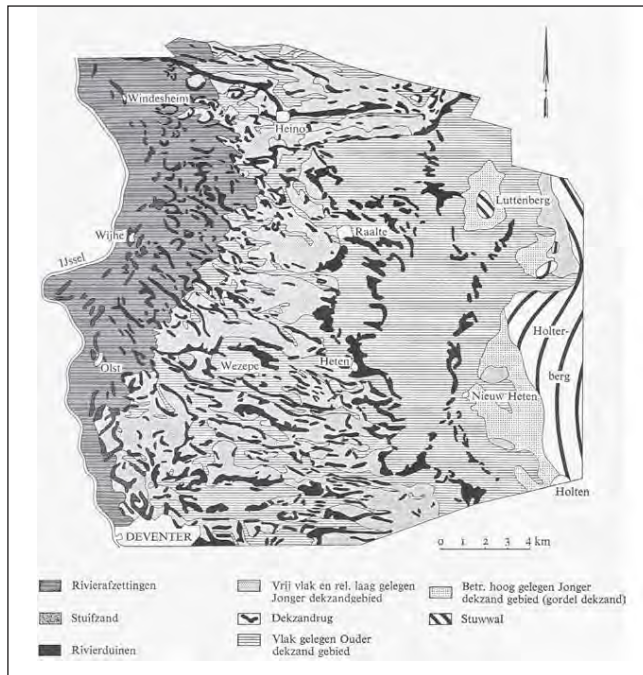 Windesheim
Heino
Luttenberg
Wijhe
Raalte
IJssel
Holter-
berg
Olst
Wezepe
Heten
Nieuw Heten
Holten
DEVENTER
0 1 2 3 4 km
Rivierafzettingen
Stuifzand
Rivierduinen
Vrij vlak en rel. laag gelegen
Jonger dekzandgebied
Dekzandrug
Vlak gelegen Ouder
dekzand gebied
Betr. hoog gelegen Jonger
dekzand gebied (gordel dekzand)
Stuwwal